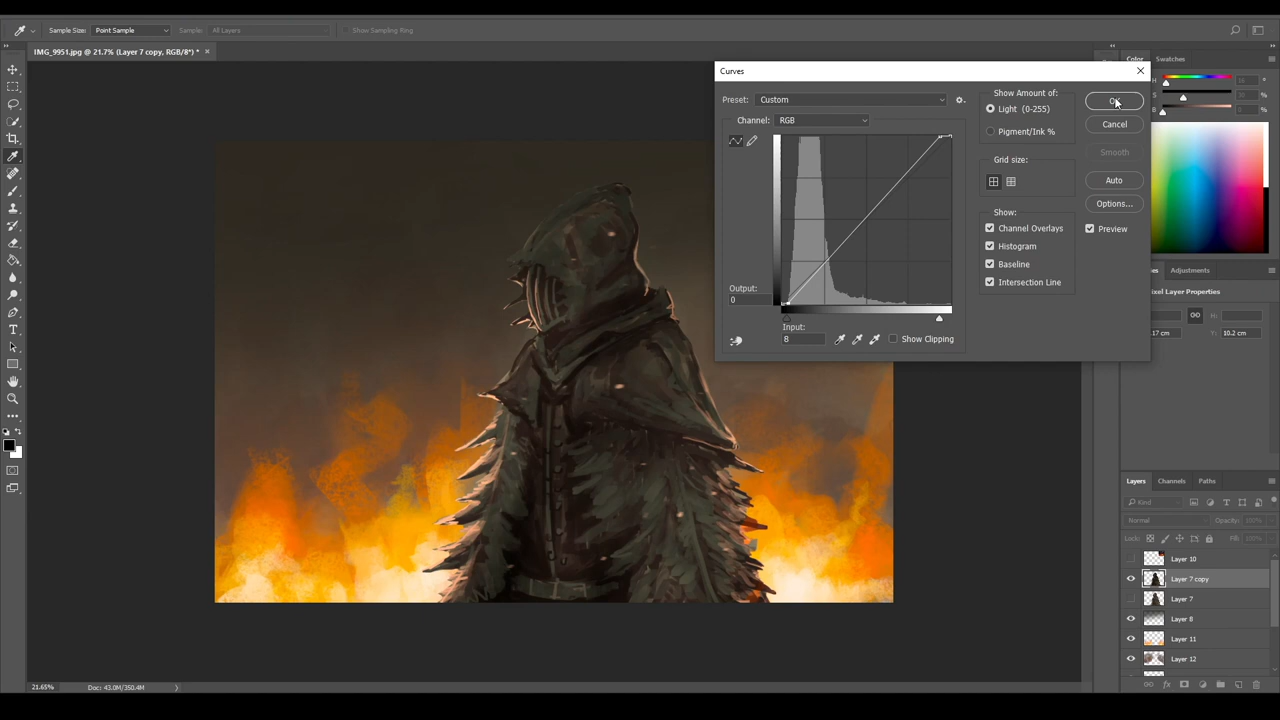 Sample Size: Point Sample Sample: All Layers Show Sampling Ring
IMG_9951.jpg @ 21.7% (Layer 7 copy, RGB/8*) * ×
Color Swatches
H °
S %
B %
Curves
Preset: Custom
Channel: RGB
Output:
0
Input:
8
Show Clipping
Show Amount of:
Light (0-255)
Pigment/Ink %
Grid size:
Show:
Channel Overlays
Histogram
Baseline
Intersection Line
OK
Cancel
Smooth
Auto
Options...
Preview
Adjustments
Pixel Layer Properties
Y: 10.2 cm
Layers Channels Paths
Kind
Normal Opacity: 100%
Lock: Fill: 100%
Layer 10
Layer 7 copy
Layer 7
Layer 8
Layer 11
Layer 12
21.65% Doc: 43.0M/350.4M